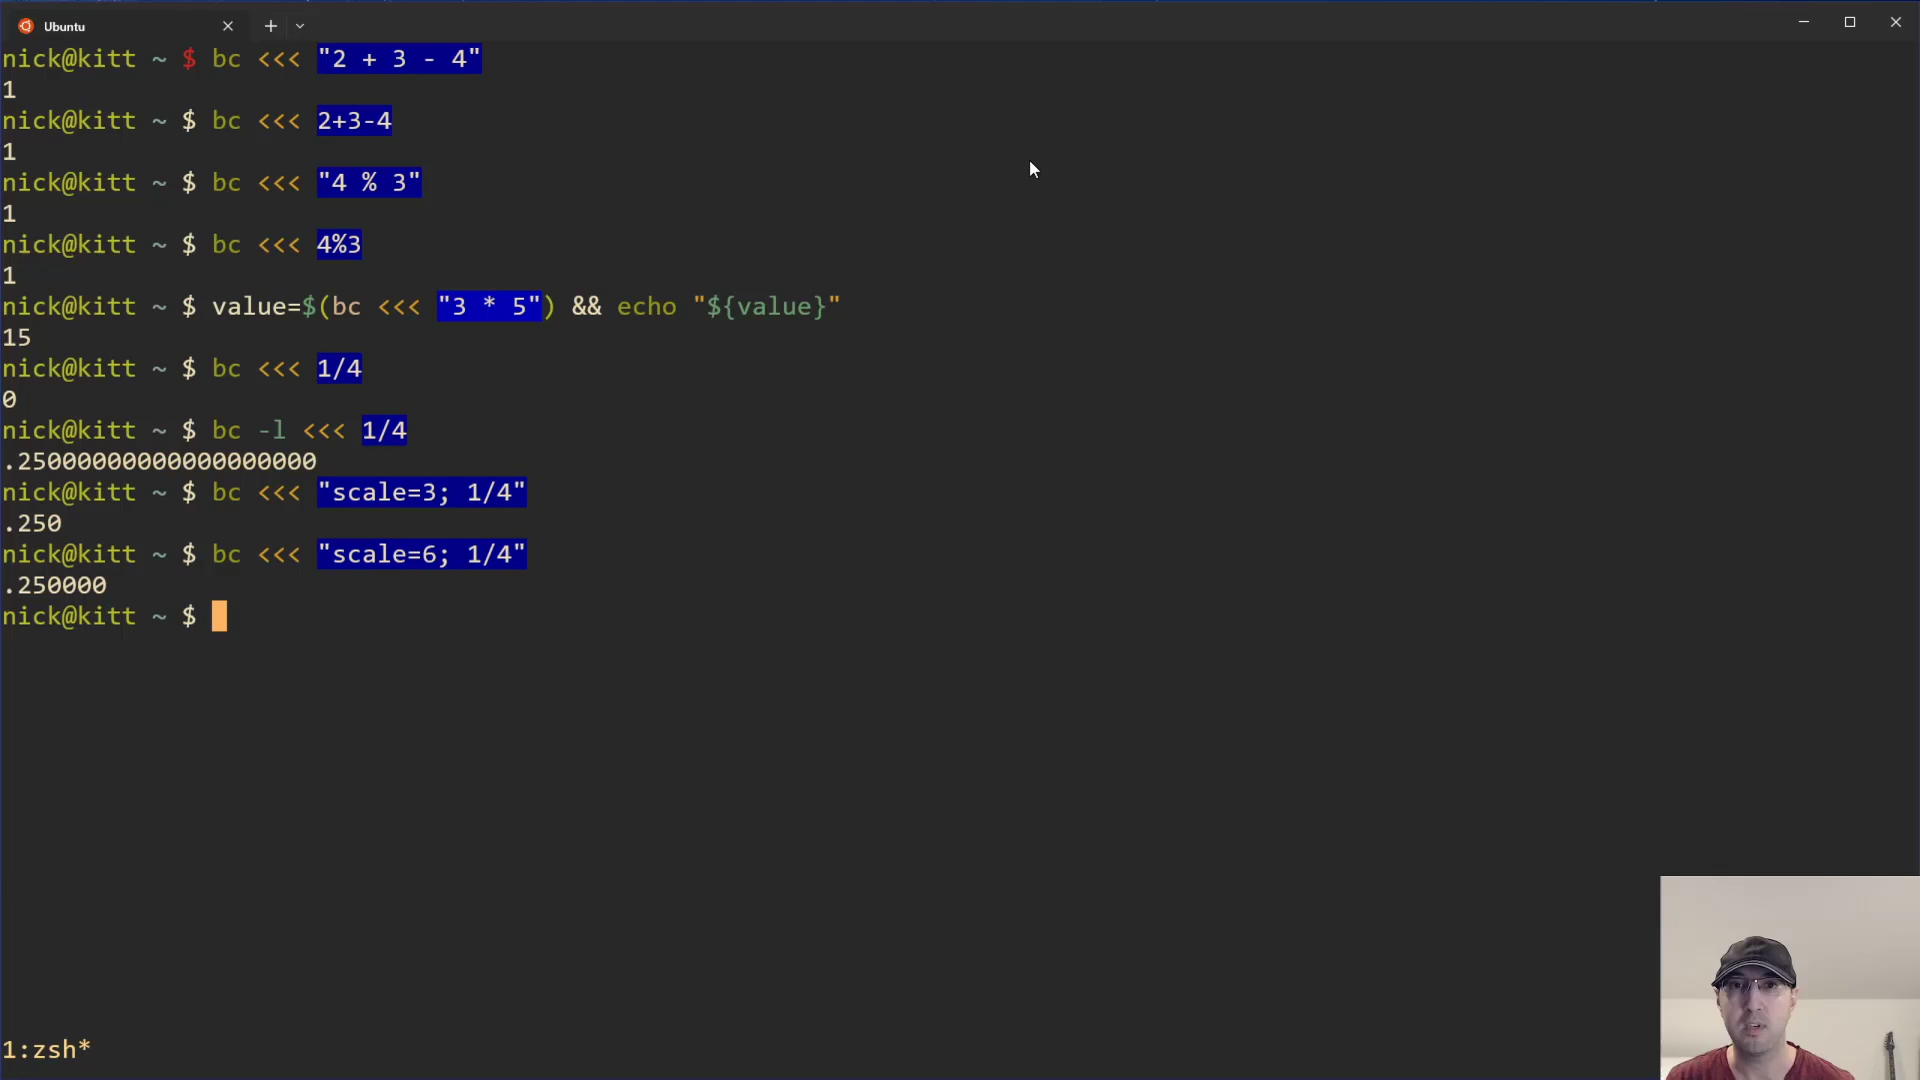 Ubuntu
nick@kitt ~ $ bc <<< "2 + 3 - 4"
1
nick@kitt ~ $ bc <<< 2+3-4
1
nick@kitt ~ $ bc <<< "4 % 3"
1
nick@kitt ~ $ bc <<< 4%3
1
nick@kitt ~ $ value=$(bc <<< "3 * 5") && echo "${value}"
15
nick@kitt ~ $ bc <<< 1/4
0
nick@kitt ~ $ bc -l <<< 1/4
.25000000000000000000
nick@kitt ~ $ bc <<< "scale=3; 1/4"
.250
nick@kitt ~ $ bc <<< "scale=6; 1/4"
.250000
nick@kitt ~ $
1:zsh*